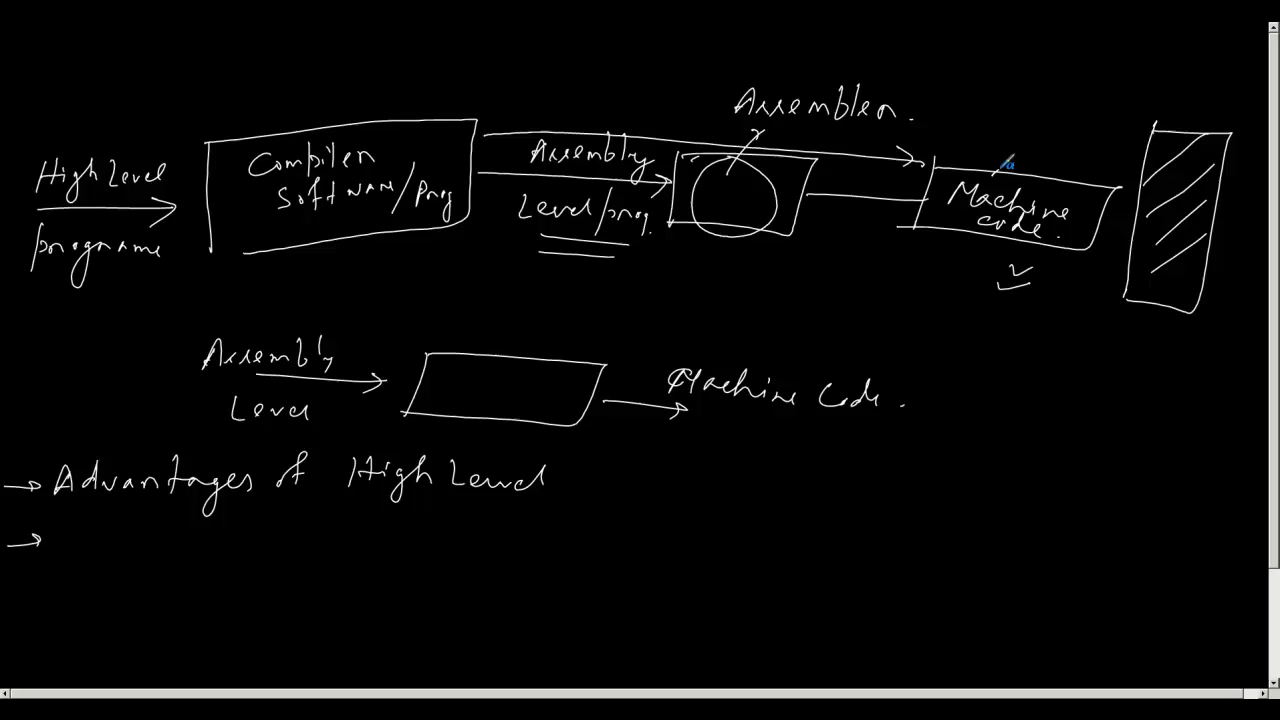 Assembler.
High Level
programe
Compiler
Software/prog
Assembly
Level/prog.
Machine
code.
Assembly
Level
Machine Code.
→ Advantages of High Level
→